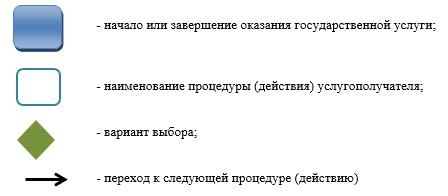 - начало или завершение оказания государственной услуги;
- наименование процедуры (действия) услугополучателя;
- вариант выбора;
- переход к следующей процедуре (действию)